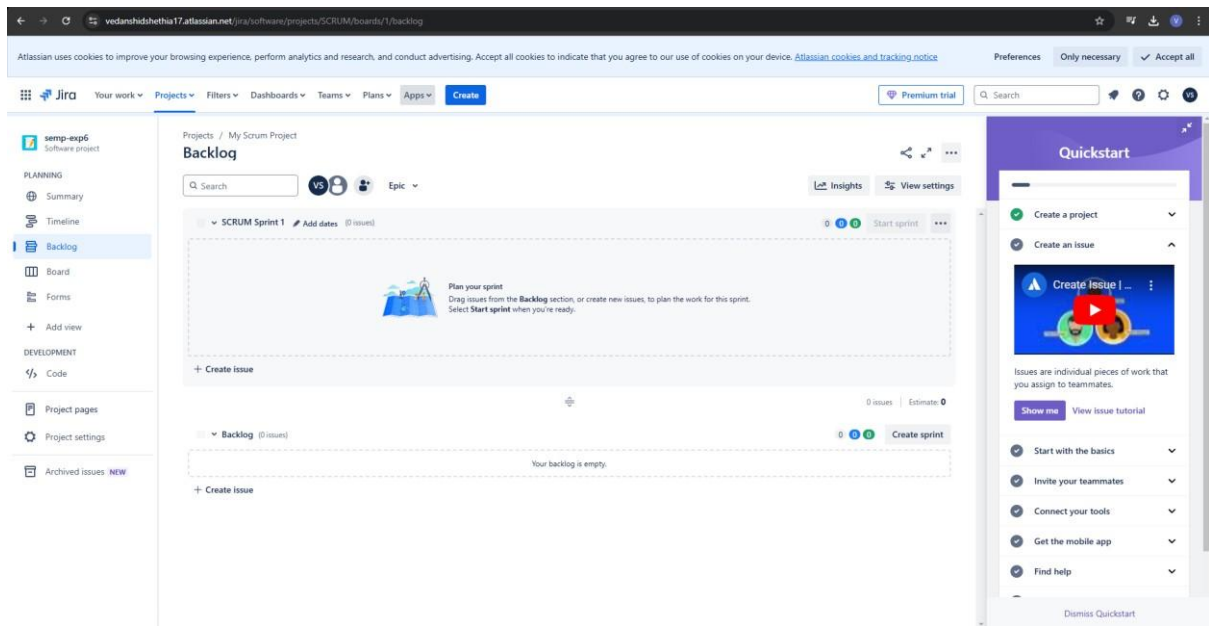 vedanshidshethia17.atlassian.net/jira/software/projects/SCRUM/boards/1/backlog
Atlassian uses cookies to improve your browsing experience, perform analytics and research, and conduct advertising. Accept all cookies to indicate that you agree to our use of cookies on your device. Atlassian cookies and tracking notice
Preferences Only necessary Accept all
Jira Your work Projects Filters Dashboards Teams Plans Apps Create Premium trial Search VS
semp-exp6
Software project
PLANNING
Summary
Timeline
Backlog
Board
Forms
Add view
DEVELOPMENT
Code
Project pages
Project settings
Archived issues NEW
Projects / My Scrum Project
Backlog
Search VS Epic Insights View settings
SCRUM Sprint 1 Add dates (0 issues) 0 0 0 Start sprint
Plan your sprint
Drag issues from the Backlog section, or create new issues, to plan the work for this sprint.
Select Start sprint when you're ready.
+ Create issue
0 issues Estimate: 0
Backlog (0 issues) 0 0 0 Create sprint
Your backlog is empty.
+ Create issue
Quickstart
Create a project
Create an issue
Create Issue | ...
Issues are individual pieces of work that
you assign to teammates.
Show me View issue tutorial
Start with the basics
Invite your teammates
Connect your tools
Get the mobile app
Find help
Dismiss Quickstart